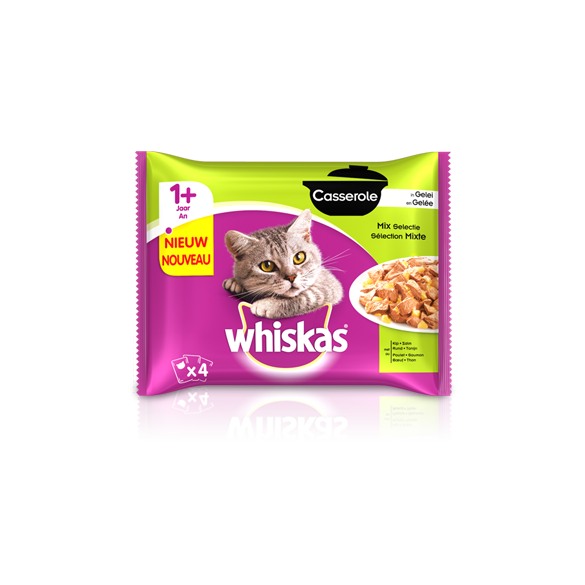 1+
Jaar
An
NIEUW
NOUVEAU
Casserole
in Gelei
en Gelée
Mix Selectie
Sélection Mixte
whiskas®
x4
Kip • Zalm
Rund • Tonijn
Poulet • Saumon
Bœuf • Thon